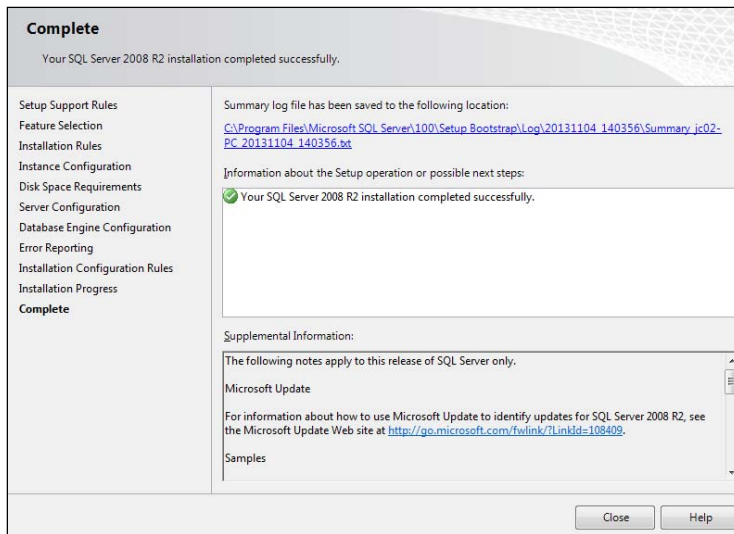 Complete
Your SQL Server 2008 R2 installation completed successfully.
Setup Support Rules
Feature Selection
Installation Rules
Instance Configuration
Disk Space Requirements
Server Configuration
Database Engine Configuration
Error Reporting
Installation Configuration Rules
Installation Progress
Complete
Summary log file has been saved to the following location:
C:\Program Files\Microsoft SQL Server\100\Setup Bootstrap\Log\20131104_140356\Summary_jc02-
PC_20131104_140356.txt
Information about the Setup operation or possible next steps:
Your SQL Server 2008 R2 installation completed successfully.
Supplemental Information:
The following notes apply to this release of SQL Server only.
Microsoft Update
For information about how to use Microsoft Update to identify updates for SQL Server 2008 R2, see
the Microsoft Update Web site at http://go.microsoft.com/fwlink/?LinkId=108409.
Samples
Close
Help